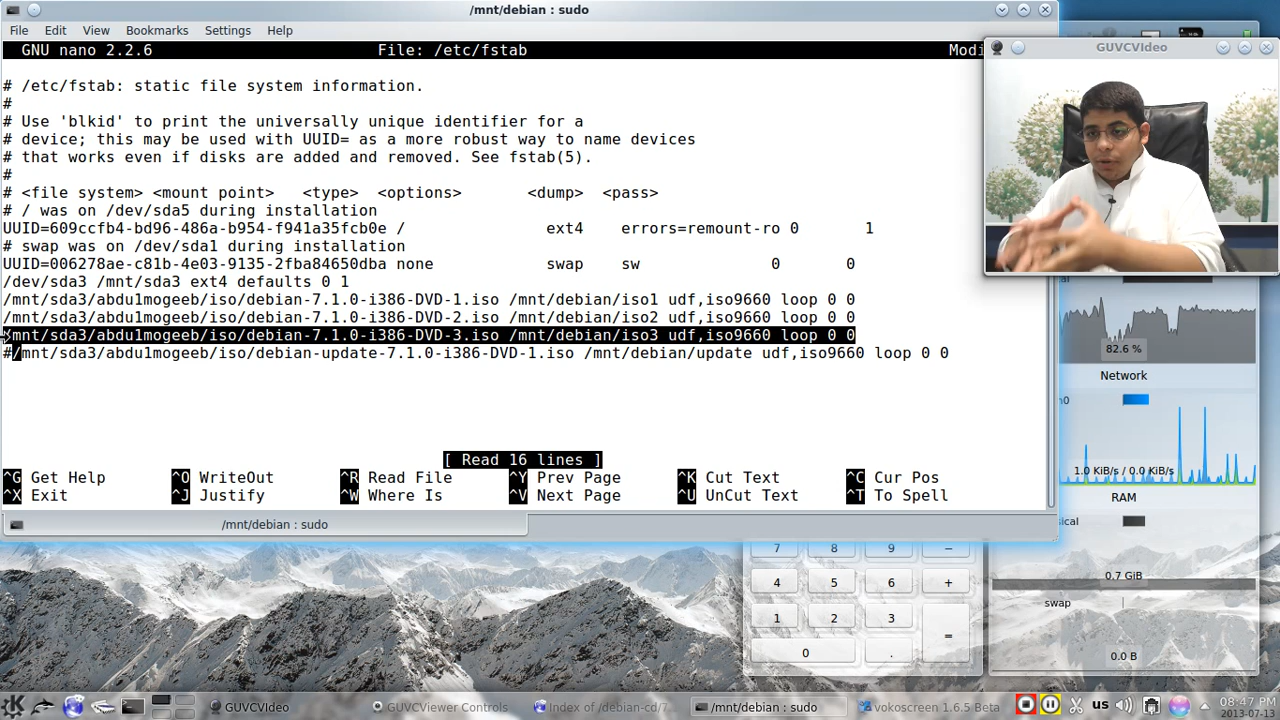 /mnt/debian : sudo
File Edit View Bookmarks Settings Help
GNU nano 2.2.6 File: /etc/fstab Modi
# /etc/fstab: static file system information.
#
# Use 'blkid' to print the universally unique identifier for a
# device; this may be used with UUID= as a more robust way to name devices
# that works even if disks are added and removed. See fstab(5).
#
# <file system> <mount point> <type> <options> <dump> <pass>
# / was on /dev/sda5 during installation
UUID=609ccfb4-bd96-486a-b954-f941a35fcb0e / ext4 errors=remount-ro 0 1
# swap was on /dev/sda1 during installation
UUID=006278ae-c81b-4e03-9135-2fba84650dba none swap sw 0 0
/dev/sda3 /mnt/sda3 ext4 defaults 0 1
/mnt/sda3/abdu1mogeeb/iso/debian-7.1.0-i386-DVD-1.iso /mnt/debian/iso1 udf,iso9660 loop 0 0
/mnt/sda3/abdu1mogeeb/iso/debian-7.1.0-i386-DVD-2.iso /mnt/debian/iso2 udf,iso9660 loop 0 0
/mnt/sda3/abdu1mogeeb/iso/debian-7.1.0-i386-DVD-3.iso /mnt/debian/iso3 udf,iso9660 loop 0 0
#/mnt/sda3/abdu1mogeeb/iso/debian-update-7.1.0-i386-DVD-1.iso /mnt/debian/update udf,iso9660 loop 0 0
[ Read 16 lines ]
^G Get Help ^O WriteOut ^R Read File ^Y Prev Page ^K Cut Text ^C Cur Pos
^X Exit ^J Justify ^W Where Is ^V Next Page ^U UnCut Text ^T To Spell
/mnt/debian : sudo
GUVCVIdeo
82.6 %
Network
1.0 KiB/s / 0.0 KiB/s
RAM
0.7 GiB
swap
0.0 B
7 8 9 −
4 5 6 +
1 2 3 =
0 .
GUVCVIdeo GUVCViewer Controls ndex of /debian-cd/7. /mnt/debian : sudo vokoscreen 1.6.5 Beta us 08:47 PM
2013-07-13